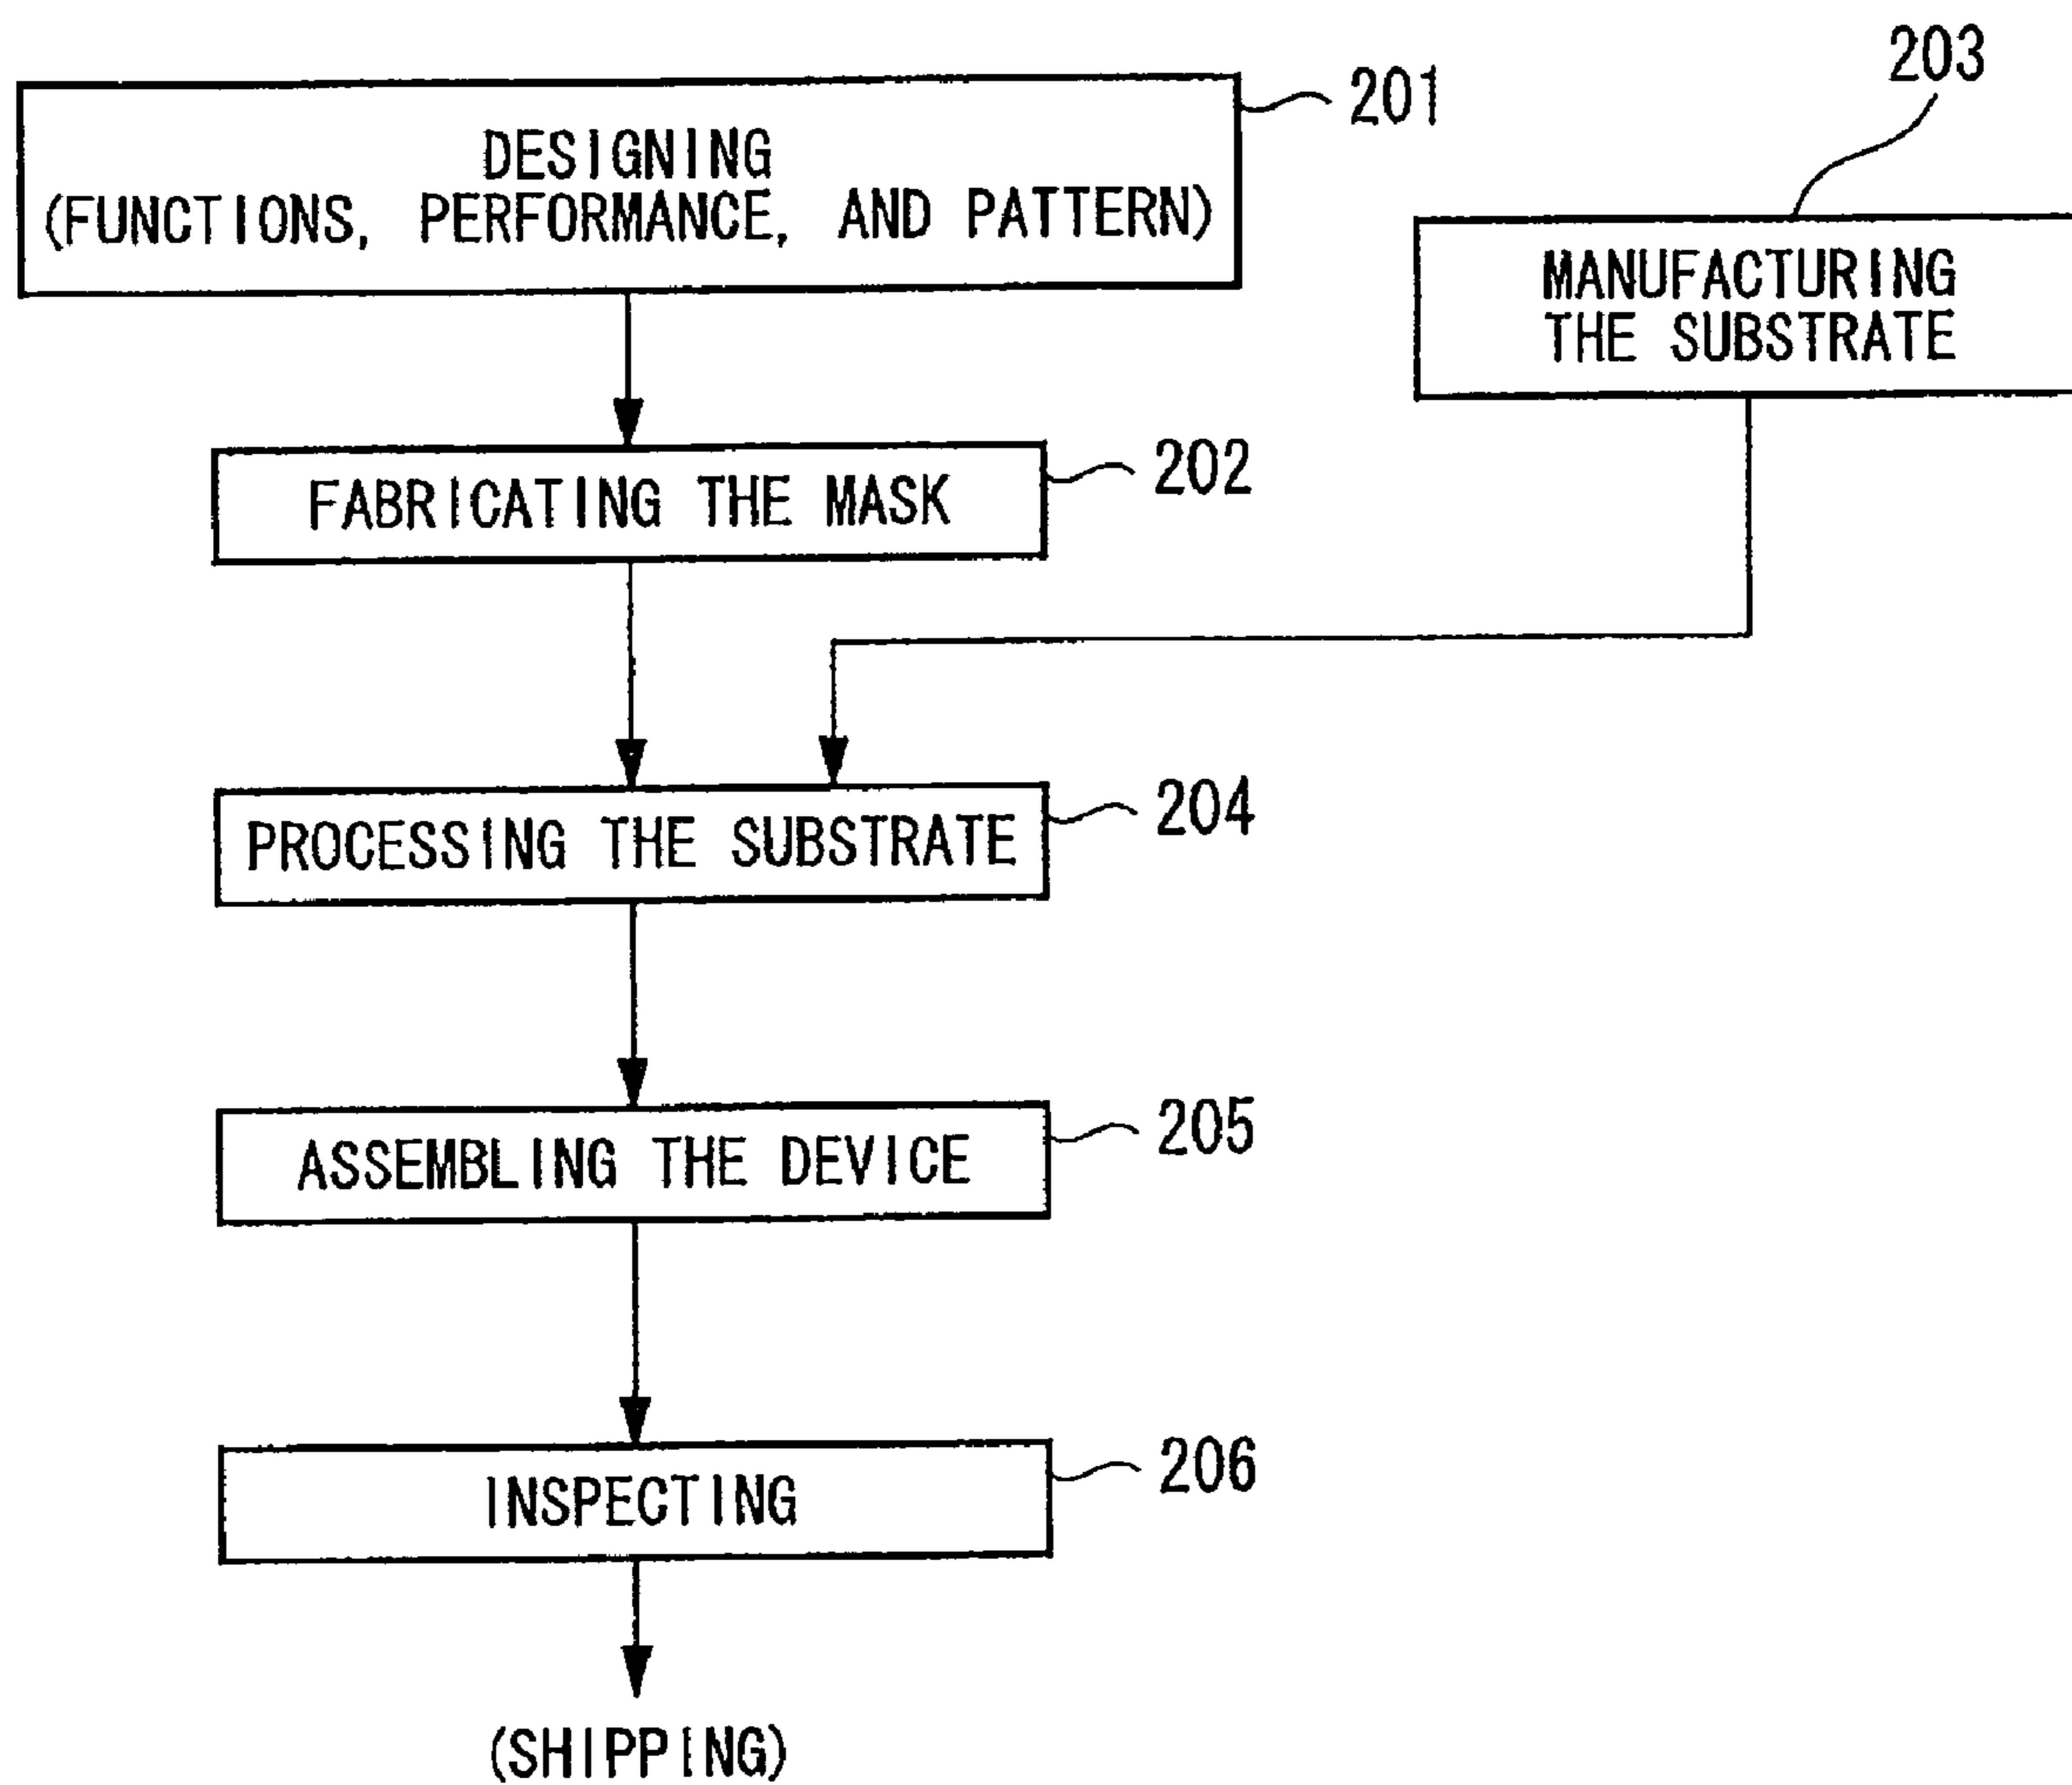 203
201
DESIGNING
(FUNCTIONS, PERFORMANCE, AND PATTERN)
MANUFACTURING
THE SUBSTRATE
202
FABRICATING THE MASK
204
PROCESSING THE SUBSTRATE
205
ASSEMBLING THE DEVICE
206
INSPECTING
(SHIPPING)